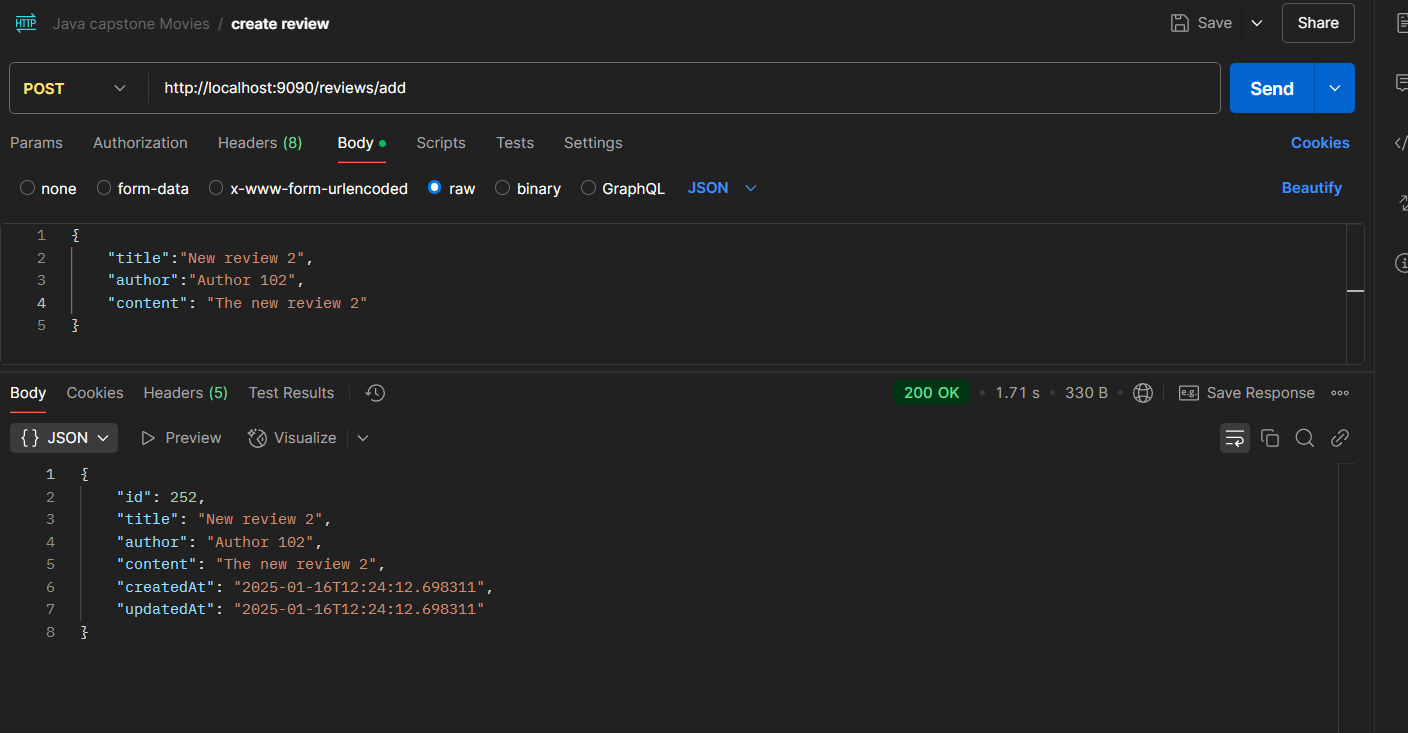 HTTP Java capstone Movies / create review Save Share
POST http://localhost:9090/reviews/add Send
Params Authorization Headers (8) Body Scripts Tests Settings Cookies
none form-data x-www-form-urlencoded raw binary GraphQL JSON Beautify
1 {
2 "title":"New review 2",
3 "author":"Author 102",
4 "content": "The new review 2"
5 }
Body Cookies Headers (5) Test Results 200 OK • 1.71 s • 330 B • e.g. Save Response
{} JSON Preview Visualize
1 {
2 "id": 252,
3 "title": "New review 2",
4 "author": "Author 102",
5 "content": "The new review 2",
6 "createdAt": "2025-01-16T12:24:12.698311",
7 "updatedAt": "2025-01-16T12:24:12.698311"
8 }